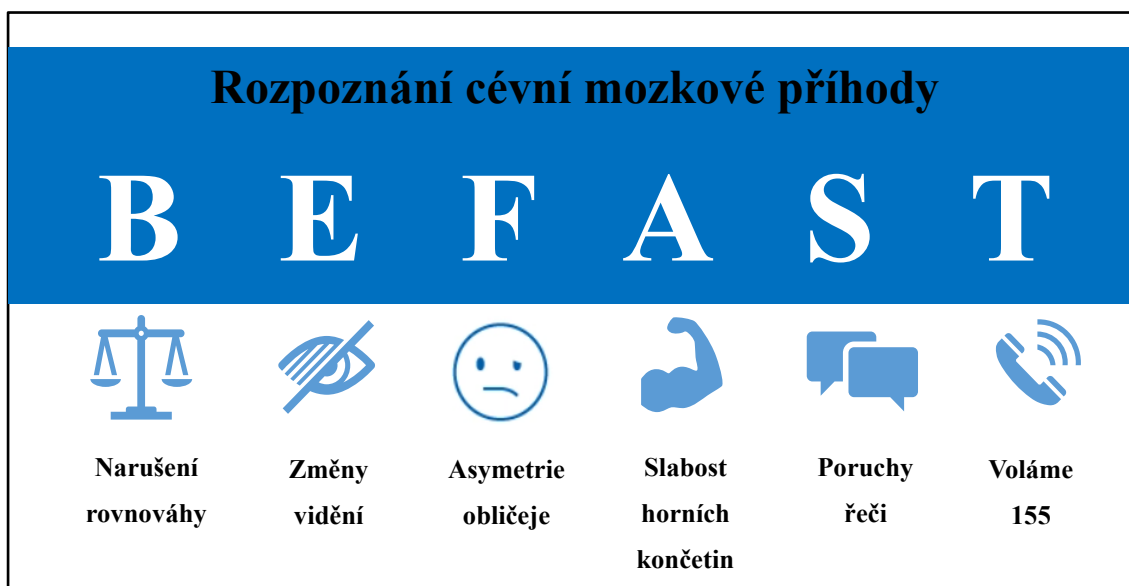 Rozpoznání cévní mozkové příhody
B E F A S T
Narušení rovnováhy
Změny vidění
Asymetrie obličeje
Slabost horních končetin
Poruchy řeči
Voláme 155